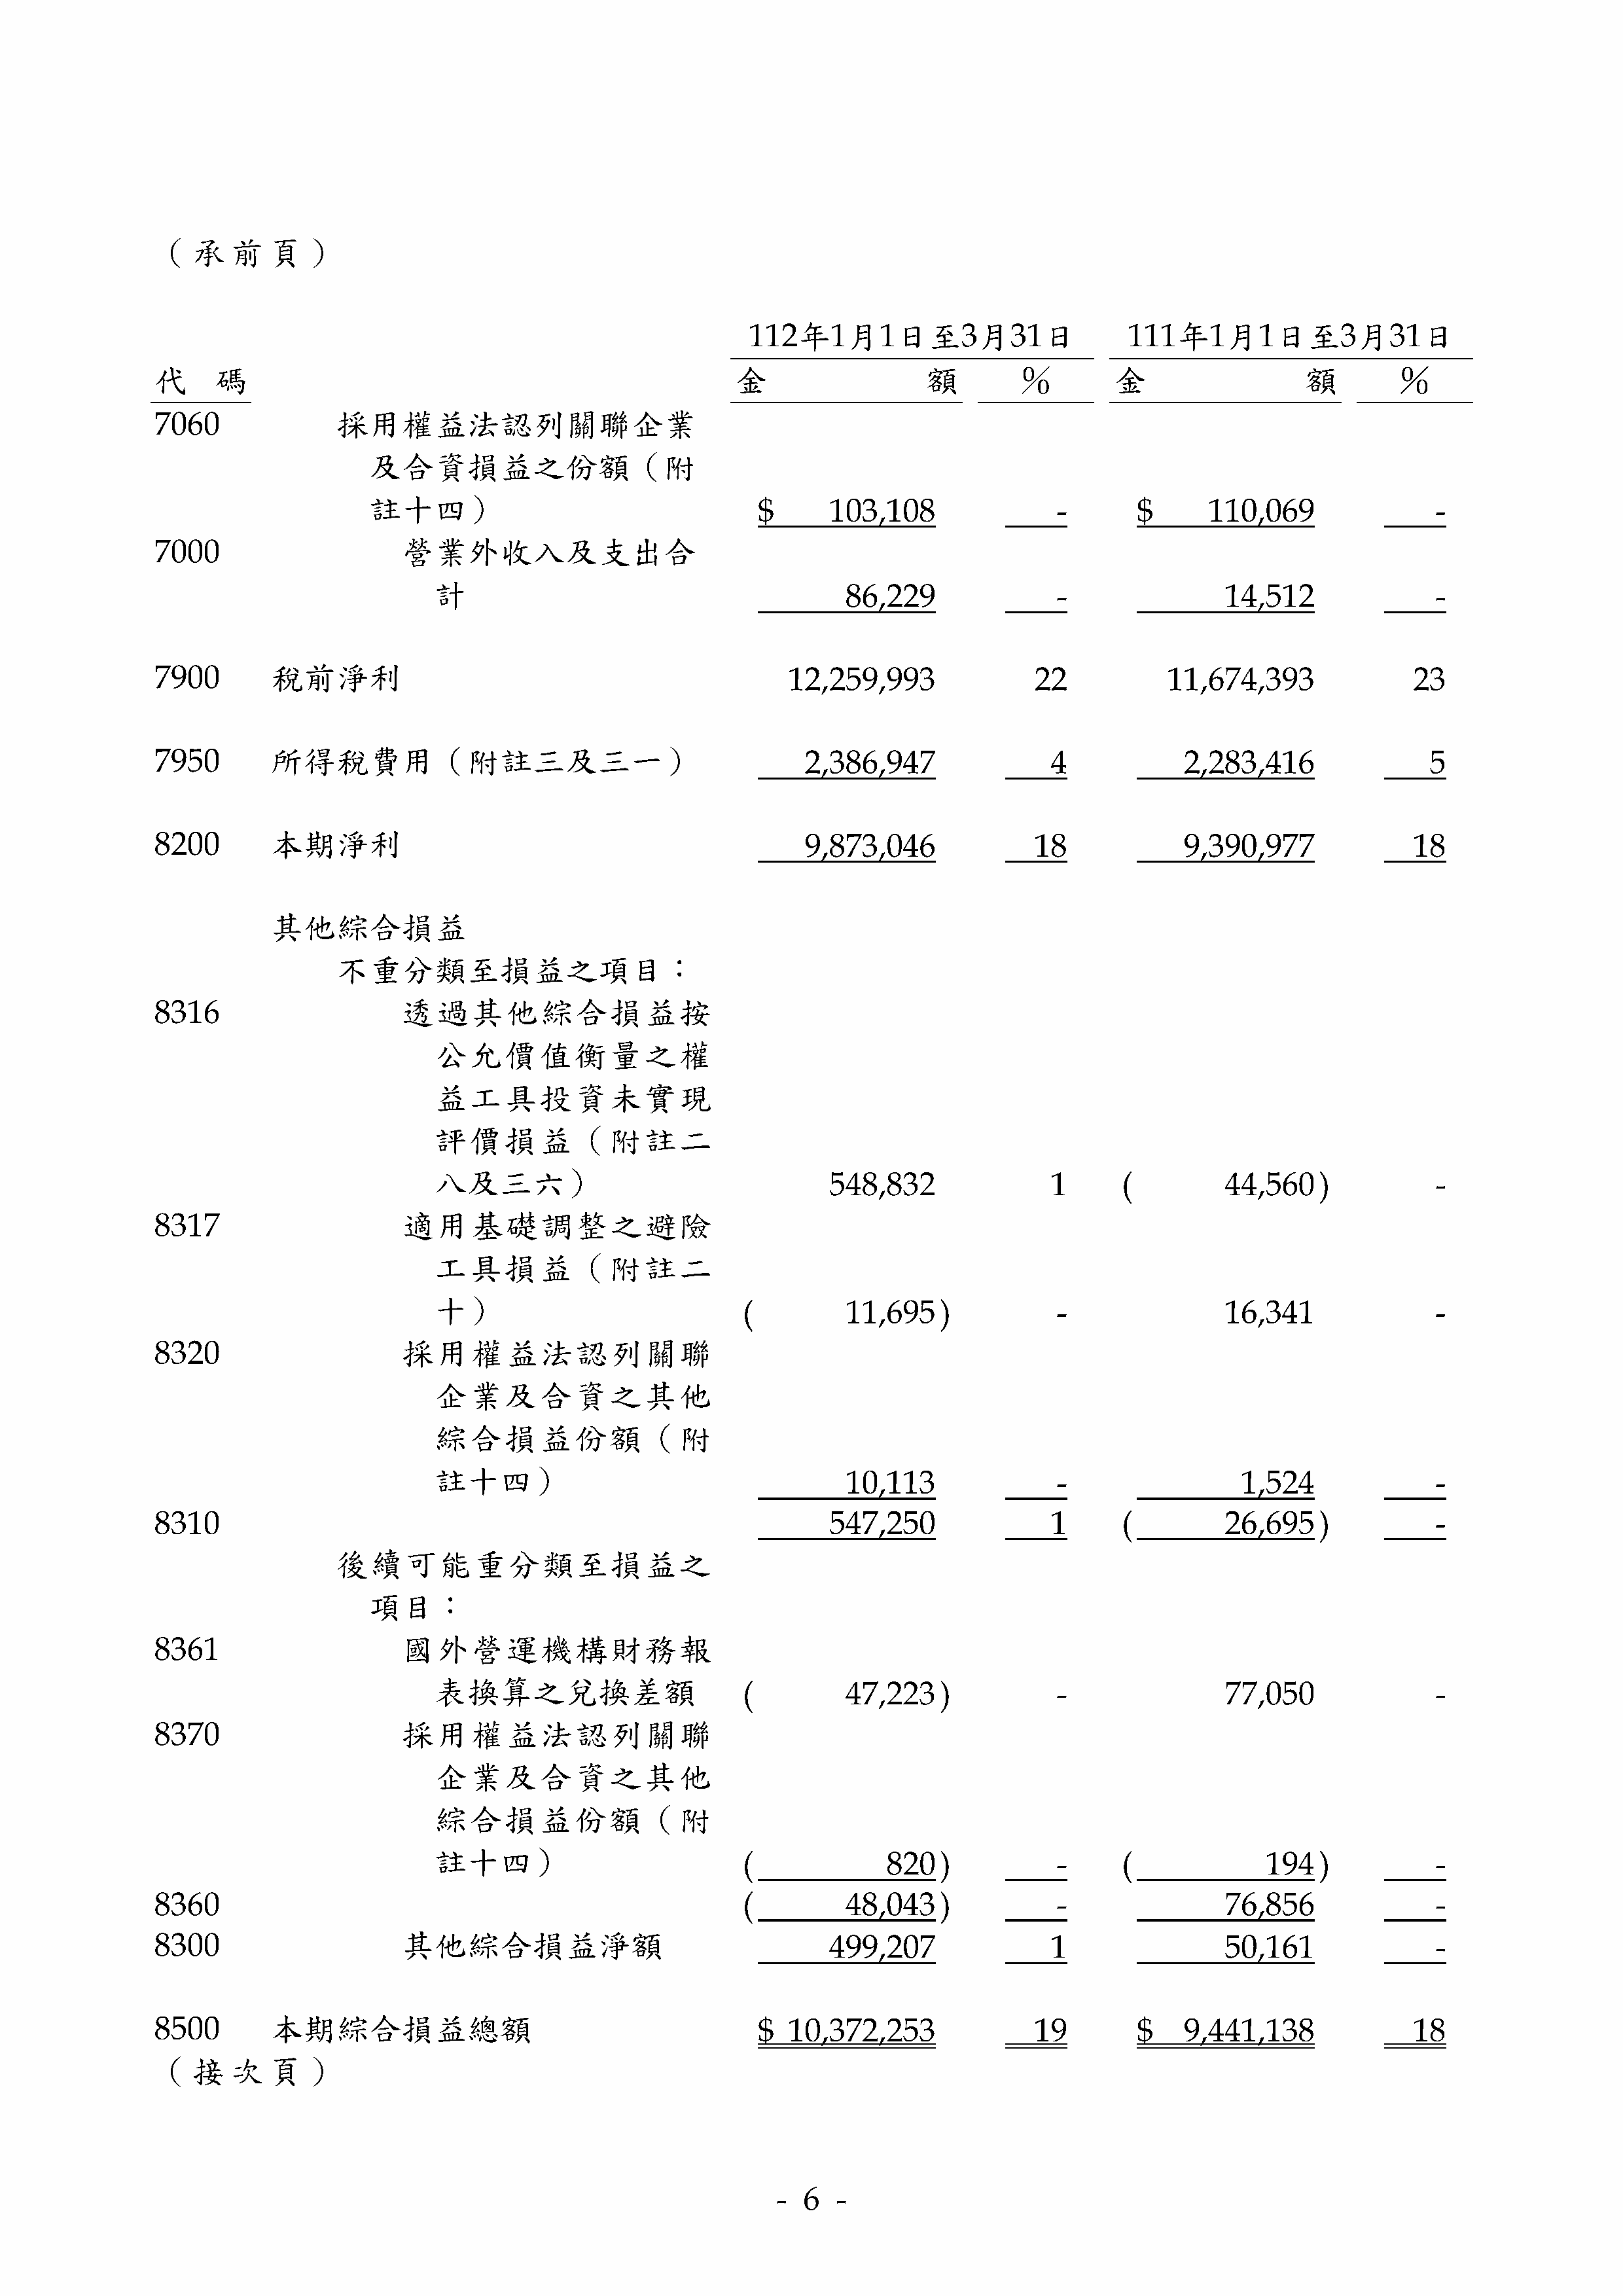 （承前頁）
112年1月1日至3月31日 111年1月1日至3月31日
代 碼 金 額 % 金 額 %
7060 採用權益法認列關聯企業
及合資損益之份額（附
註十四） $ 103,108 - $ 110,069 -
7000 營業外收入及支出合
計 86,229 - 14,512 -
7900 稅前淨利 12,259,993 22 11,674,393 23
7950 所得稅費用（附註三及三一） 2,386,947 4 2,283,416 5
8200 本期淨利 9,873,046 18 9,390,977 18
其他綜合損益
不重分類至損益之項目：
8316 透過其他綜合損益按
公允價值衡量之權
益工具投資未實現
評價損益（附註二
八及三六） 548,832 1 ( 44,560) -
8317 適用基礎調整之避險
工具損益（附註二
十） ( 11,695) - 16,341 -
8320 採用權益法認列關聯
企業及合資之其他
綜合損益份額（附
註十四） 10,113 - 1,524 -
8310 547,250 1 ( 26,695) -
後續可能重分類至損益之
項目：
8361 國外營運機構財務報
表換算之兌換差額 ( 47,223) - 77,050 -
8370 採用權益法認列關聯
企業及合資之其他
綜合損益份額（附
註十四） ( 820) - ( 194) -
8360 ( 48,043) - 76,856 -
8300 其他綜合損益淨額 499,207 1 50,161 -
8500 本期綜合損益總額 $ 10,372,253 19 $ 9,441,138 18
（接次頁）
- 6 -